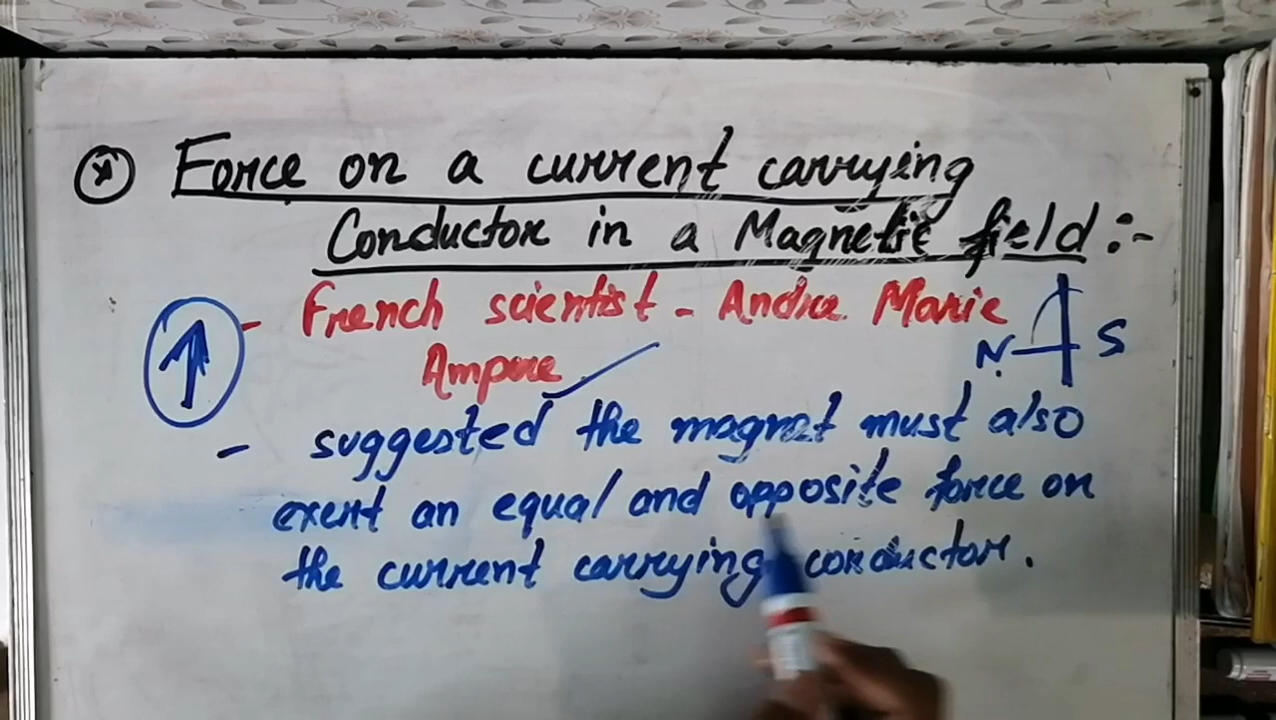 Force on a current carrying
Conductor in a Magnetic field :-
- French scientist - Andre Marie
Ampere
N S
- suggested the magnet must also
exert an equal and opposite force on
the current carrying conductor.